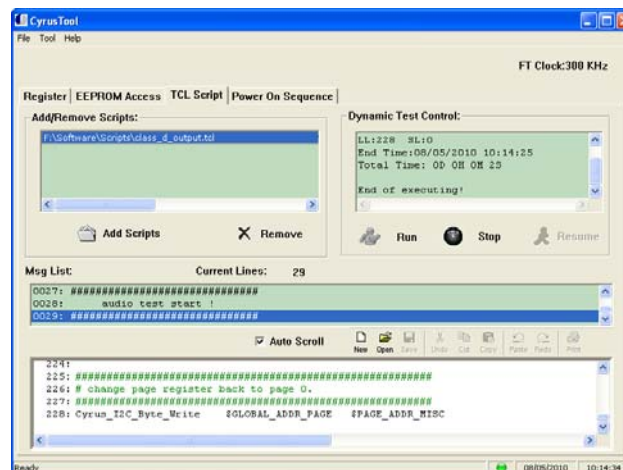 CyrusTool
File Tool Help
FT Clock:300 KHz
Register EEPROM Access TCL Script Power On Sequence
Add/Remove Scripts:
F:\Software\Scripts\class_d_output.tcl
Add Scripts Remove
Dynamic Test Control:
LL:228 SL:0
End Time:08/05/2010 10:14:25
Total Time: 0D 0H 0M 2S
End of executing!
Run Stop Resume
Msg List: Current Lines: 29
0027: ##############################
0028: audio test start !
0029: ##############################
Auto Scroll
New Open Save Undo Cut Copy Paste Redo Print
224:
225: ##########################################################
226: # change page register back to page 0.
227: ##########################################################
228: Cyrus_I2C_Byte_Write $GLOBAL_ADDR_PAGE $PAGE_ADDR_MISC
Ready 08/05/2010 10:14:34